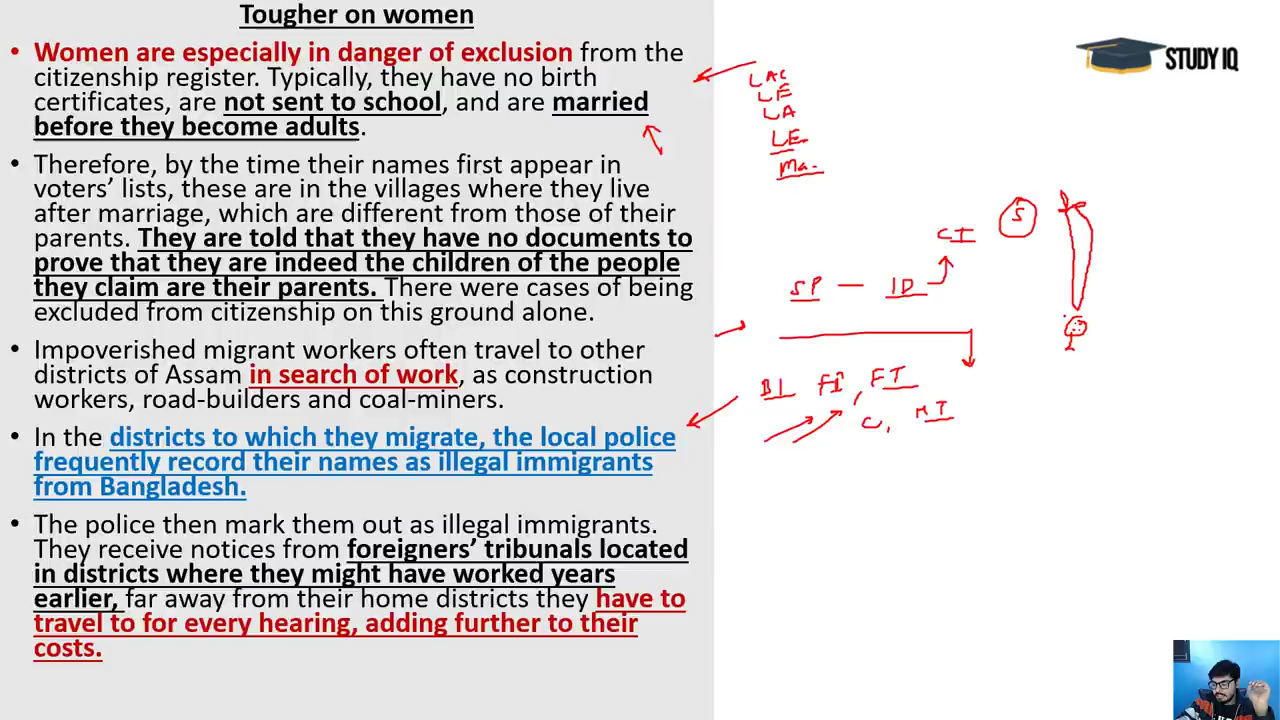 Tougher on women
• Women are especially in danger of exclusion from the
citizenship register. Typically, they have no birth
certificates, are not sent to school, and are married
before they become adults.
• Therefore, by the time their names first appear in
voters’ lists, these are in the villages where they live
after marriage, which are different from those of their
parents. They are told that they have no documents to
prove that they are indeed the children of the people
they claim are their parents. There were cases of being
excluded from citizenship on this ground alone.
• Impoverished migrant workers often travel to other
districts of Assam in search of work, as construction
workers, road-builders and coal-miners.
• In the districts to which they migrate, the local police
frequently record their names as illegal immigrants
from Bangladesh.
• The police then mark them out as illegal immigrants.
They receive notices from foreigners’ tribunals located
in districts where they might have worked years
earlier, far away from their home districts they have to
travel to for every hearing, adding further to their
costs.
STUDY IQ
LAC
LE
LA
LE
Ma.
CI
S
SP — ID
FT